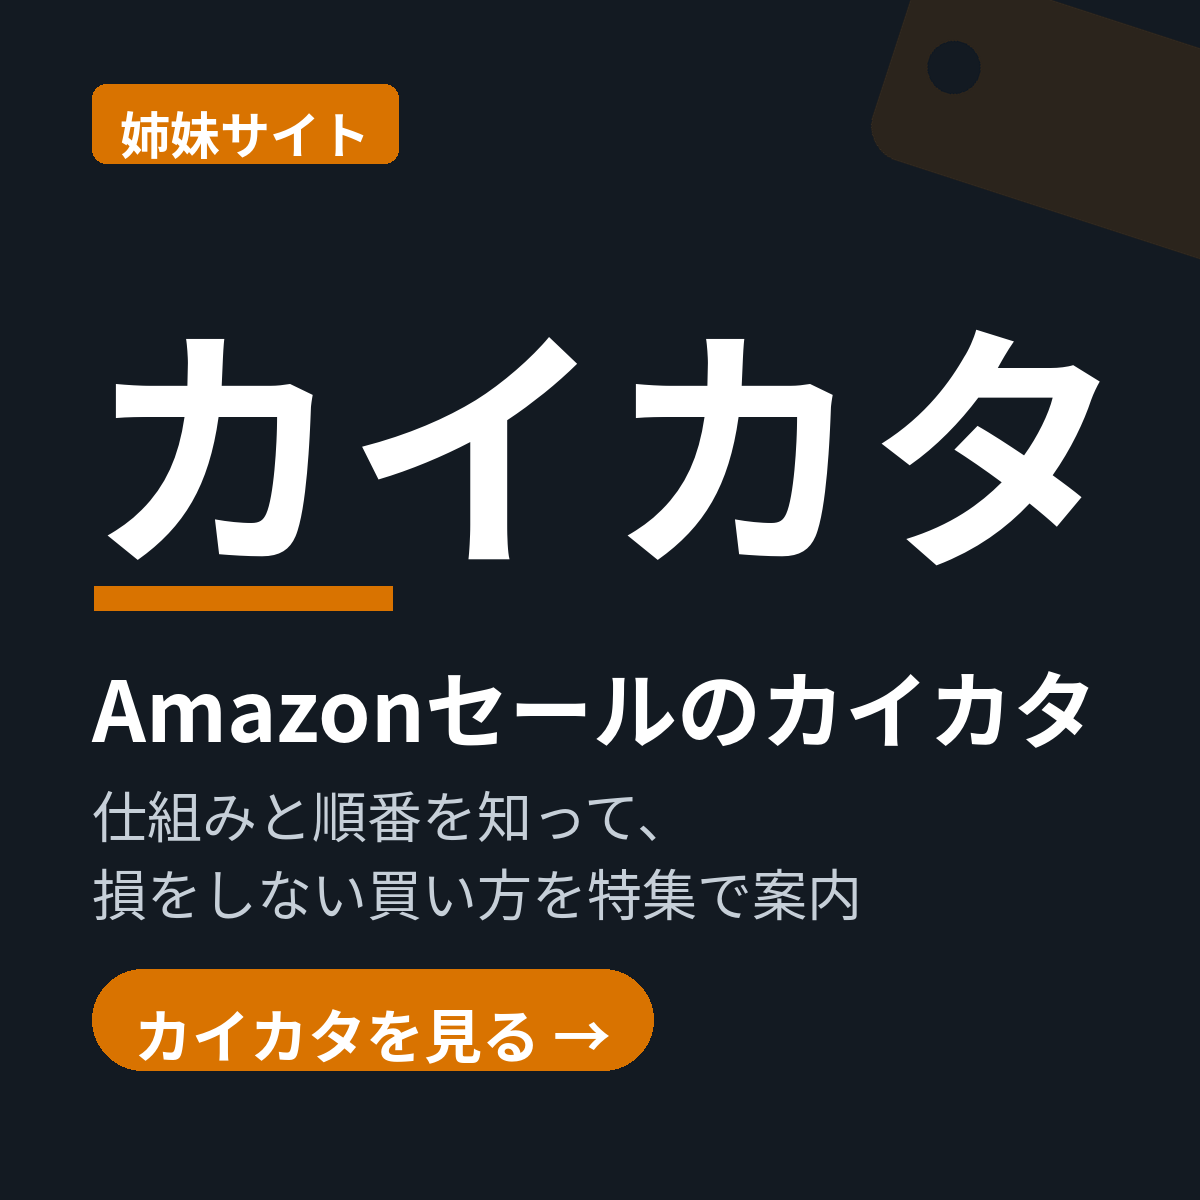 姉妹サイト
カイカタ
Amazonセールのカイカタ
仕組みと順番を知って、
損をしない買い方を特集で案内
カイカタを見る →